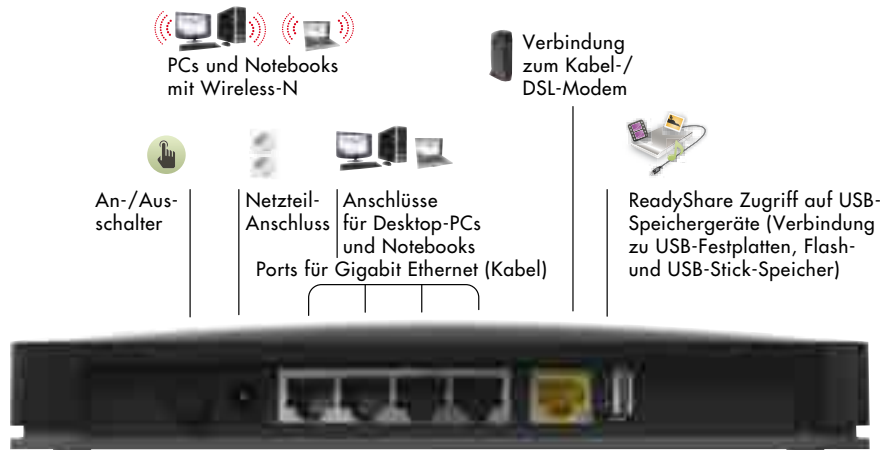 PCs und Notebooks
mit Wireless-N
Verbindung
zum Kabel-/
DSL-Modem
An-/Aus-
schalter
Netzteil-
Anschluss
Anschlüsse
für Desktop-PCs
und Notebooks
Ports für Gigabit Ethernet (Kabel)
ReadyShare Zugriff auf USB-
Speichergeräte (Verbindung
zu USB-Festplatten, Flash-
und USB-Stick-Speicher)